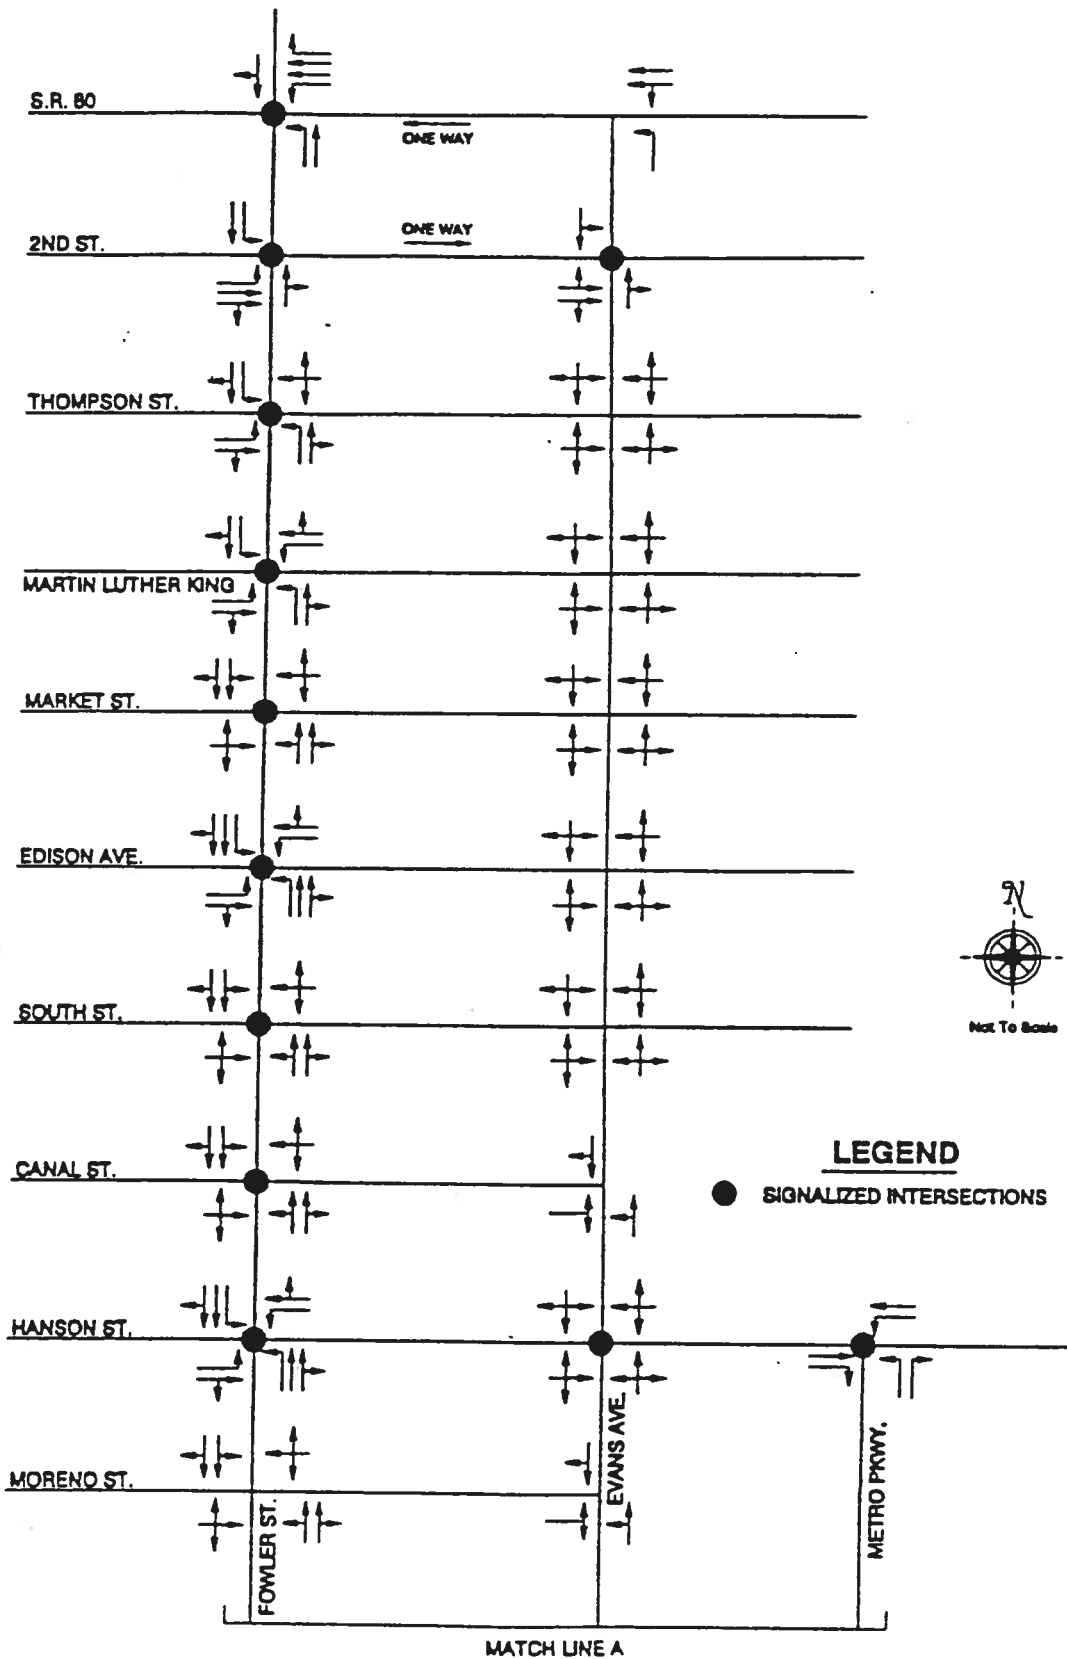 S.R. 80
ONE WAY
2ND ST.
ONE WAY
THOMPSON ST.
MARTIN LUTHER KING
MARKET ST.
EDISON AVE.
N
SOUTH ST.
Not To Scale
LEGEND
CANAL ST.
SIGNALIZED INTERSECTIONS
HANSON ST.
EVANS AVE.
METRO PKWY.
MORENO ST.
FOWLER ST.
MATCH LINE A